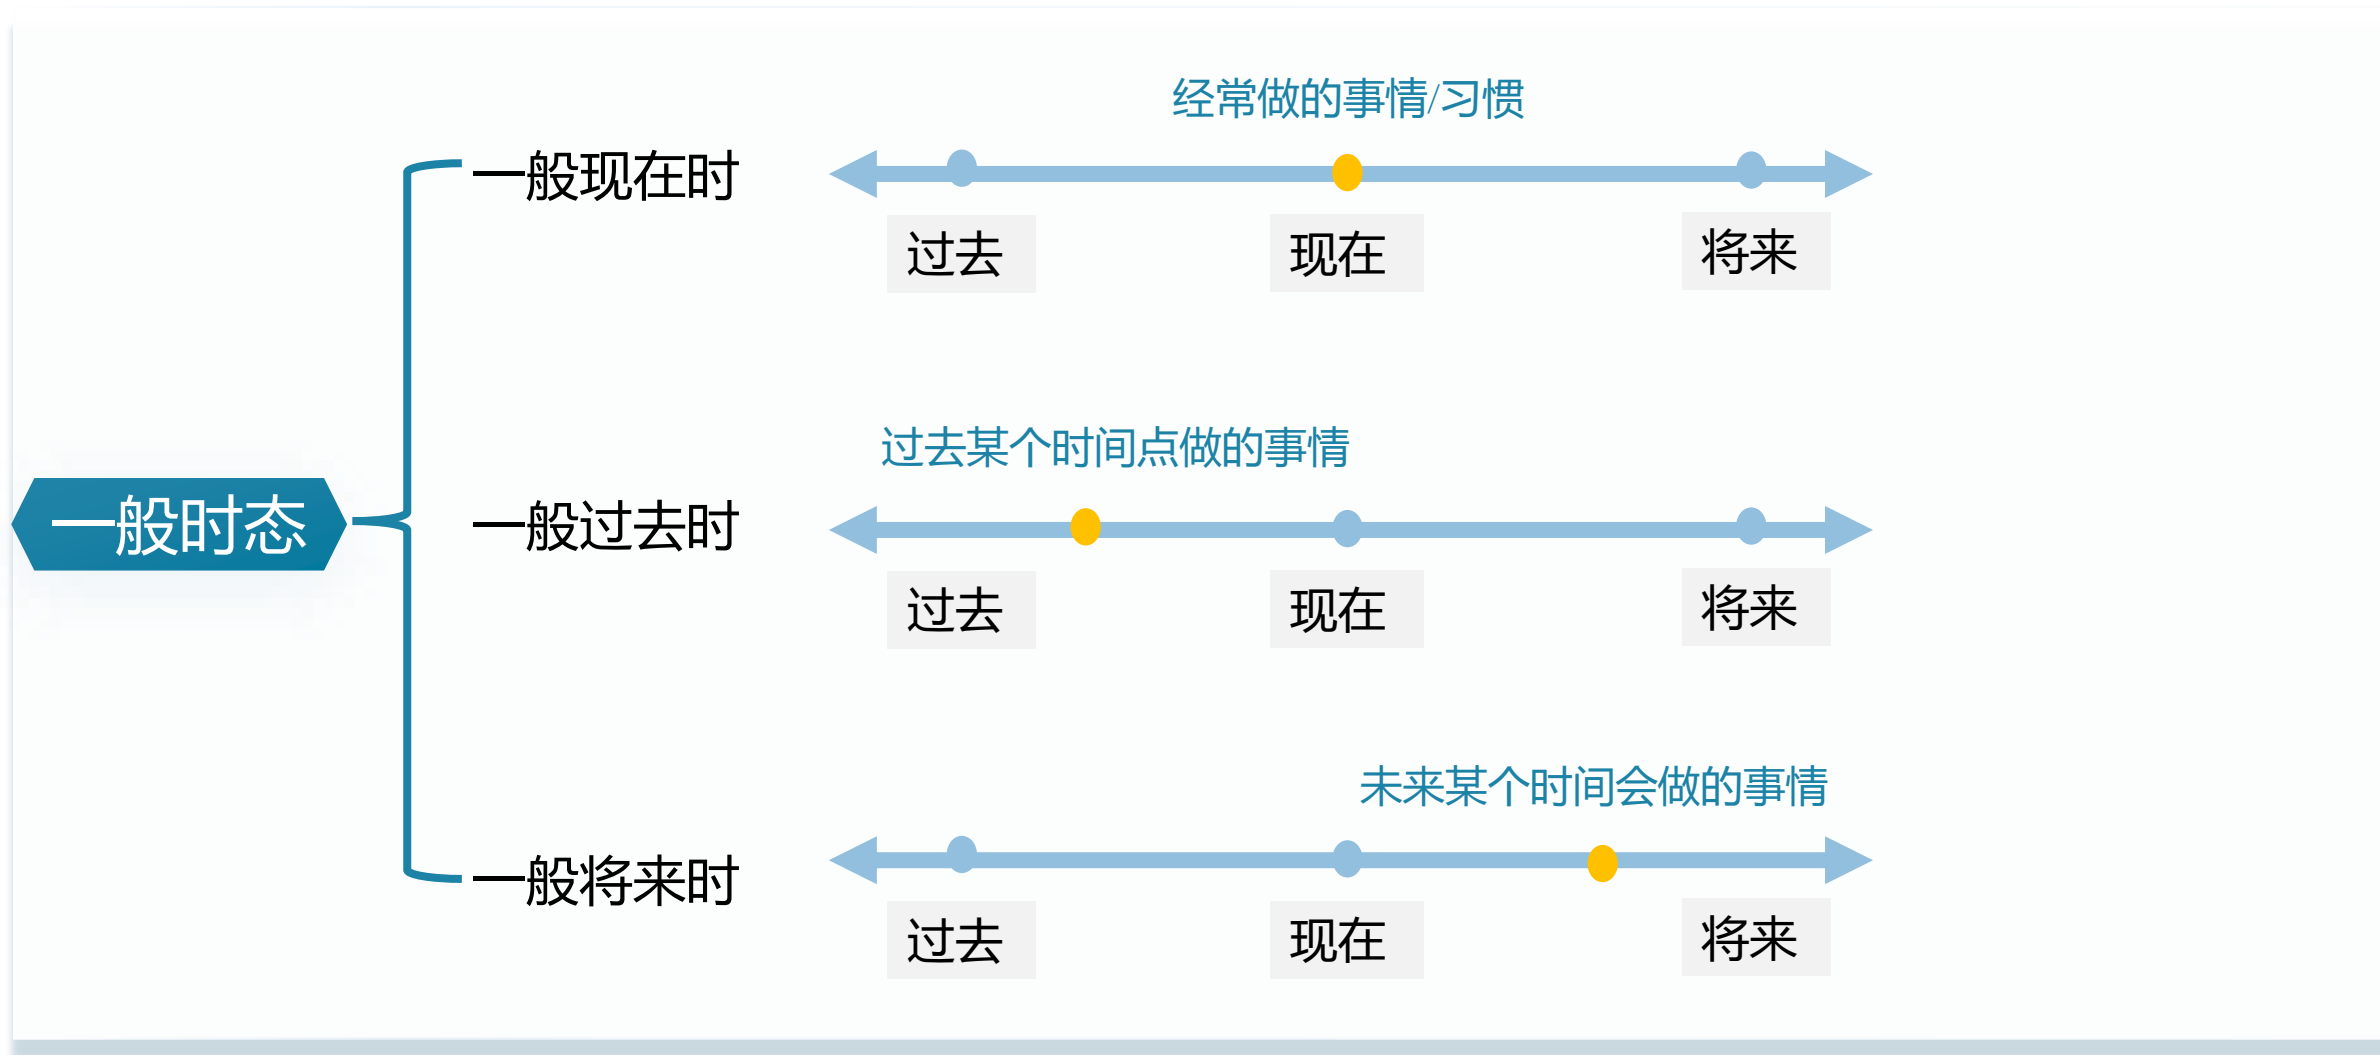 经常做的事情/习惯
一般现在时
过去
现在
将来
过去某个时间点做的事情
一般时态
一般过去时
过去
现在
将来
未来某个时间会做的事情
一般将来时
过去
现在
将来